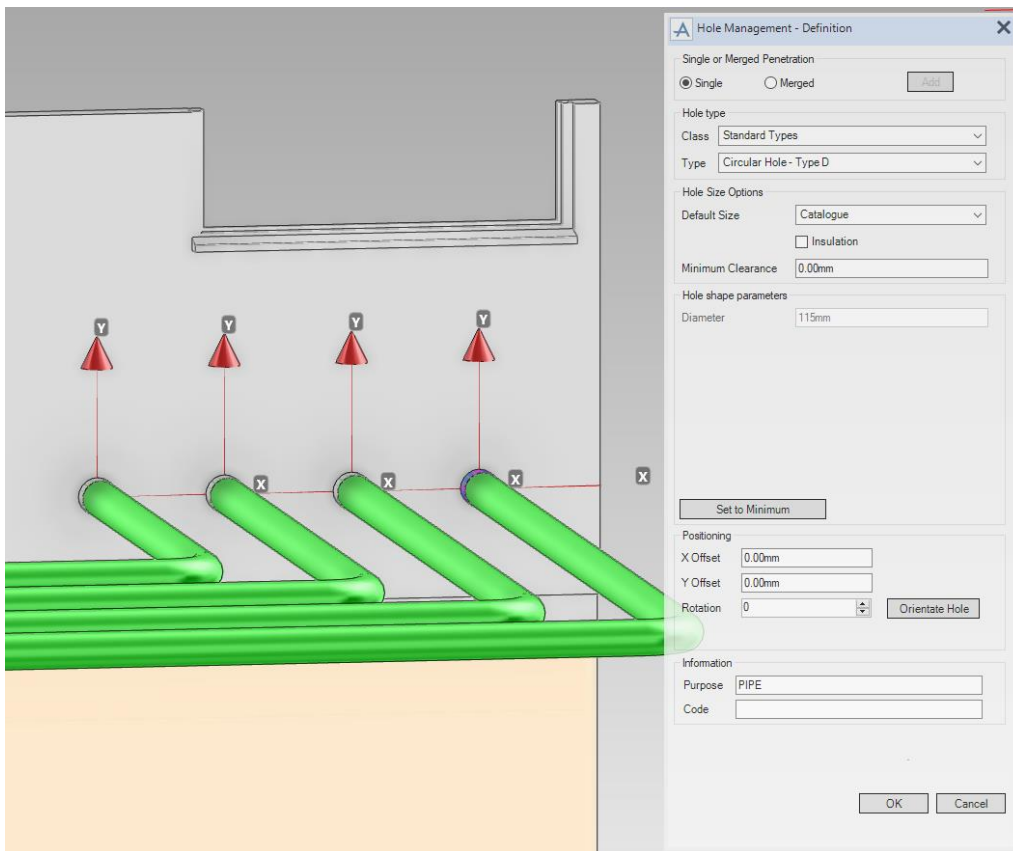 Hole Management - Definition
Single or Merged Penetration
Single Merged Add
Hole type
Class Standard Types
Type Circular Hole - Type D
Hole Size Options
Default Size Catalogue
Insulation
Minimum Clearance 0.00mm
Hole shape parameters
Diameter 115mm
Y Y Y Y
X X X X
Set to Minimum
Positioning
X Offset 0.00mm
Y Offset 0.00mm
Rotation 0 Orientate Hole
Information
Purpose PIPE
Code
OK Cancel